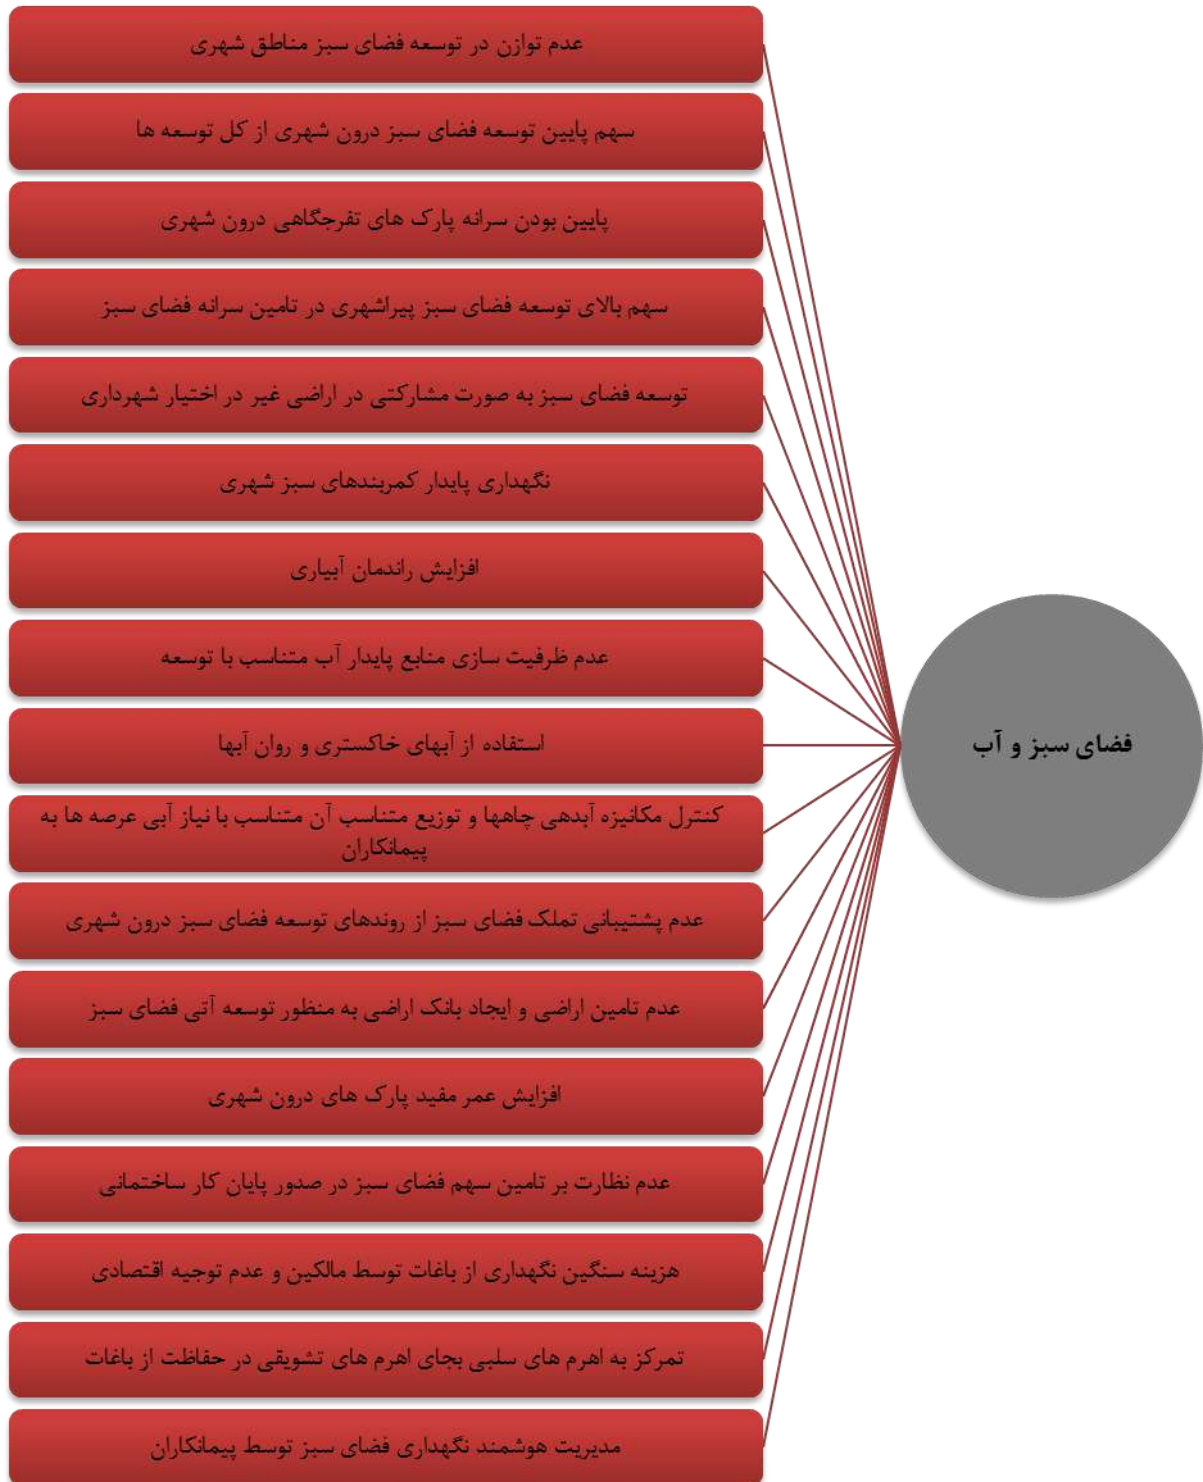 عدم توازن در توسعه فضای سبز مناطق شهری
سهم پایین توسعه فضای سبز درون شهری از کل توسعه ها
پایین بودن سرانه پارک های تفرجگاهی درون شهری
سهم بالای توسعه فضای سبز پیراشهری در تامین سرانه فضای سبز
توسعه فضای سبز به صورت مشارکتی در اراضی غیر در اختیار شهرداری
نگهداری پایدار کمربندهای سبز شهری
افزایش راندمان آبیاری
عدم ظرفیت سازی منابع پایدار آب متناسب با توسعه
استفاده از آبهای خاکستری و روان آبها
کنترل مکانیزه آبدهی چاهها و توزیع متناسب آن متناسب با نیاز آبی عرصه ها به
پیمانکاران
عدم پشتیبانی تملک فضای سبز از روندهای توسعه فضای سبز درون شهری
عدم تامین اراضی و ایجاد بانک اراضی به منظور توسعه آتی فضای سبز
افزایش عمر مفید پارک های درون شهری
عدم نظارت بر تامین سهم فضای سبز در صدور پایان کار ساختمانی
هزینه سنگین نگهداری از باغات توسط مالکین و عدم توجیه اقتصادی
تمرکز به اهرم های سلبی بجای اهرم های تشویقی در حفاظت از باغات
مدیریت هوشمند نگهداری فضای سبز توسط پیمانکاران
فضای سبز و آب